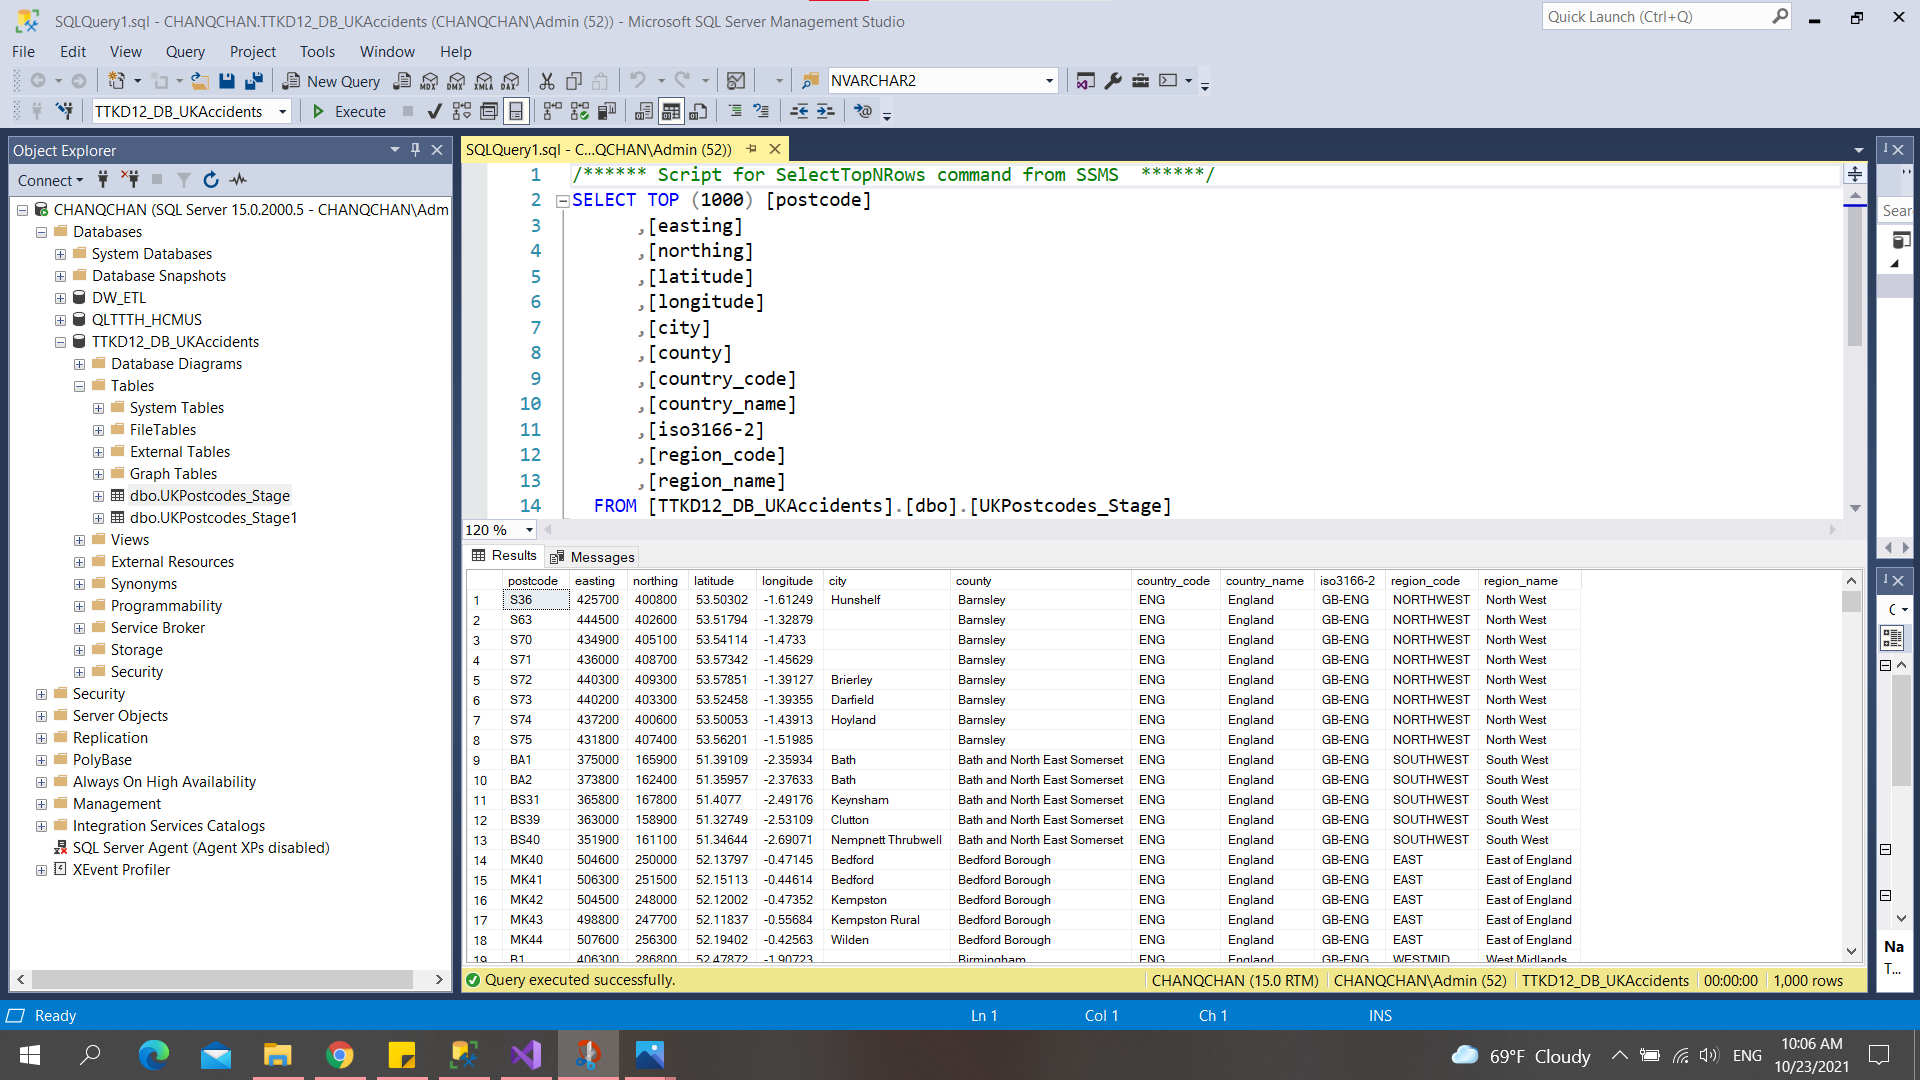 SQLQuery1.sql - CHANQCHAN.TTKD12_DB_UKAccidents (CHANQCHAN\Admin (52)) - Microsoft SQL Server Management Studio
Quick Launch (Ctrl+Q)
File Edit View Query Project Tools Window Help
New Query MDX DMX XMLA DAX NVARCHAR2
TTKD12_DB_UKAccidents Execute
Object Explorer
Connect
CHANQCHAN (SQL Server 15.0.2000.5 - CHANQCHAN\Adm
Databases
System Databases
Database Snapshots
DW_ETL
QLTTTH_HCMUS
TTKD12_DB_UKAccidents
Database Diagrams
Tables
System Tables
FileTables
External Tables
Graph Tables
dbo.UKPostcodes_Stage
dbo.UKPostcodes_Stage1
Views
External Resources
Synonyms
Programmability
Service Broker
Storage
Security
Security
Server Objects
Replication
PolyBase
Always On High Availability
Management
Integration Services Catalogs
SQL Server Agent (Agent XPs disabled)
XEvent Profiler
SQLQuery1.sql - C...QCHAN\Admin (52))
1 /****** Script for SelectTopNRows command from SSMS ******/
2 SELECT TOP (1000) [postcode]
3 ,[easting]
4 ,[northing]
5 ,[latitude]
6 ,[longitude]
7 ,[city]
8 ,[county]
9 ,[country_code]
10 ,[country_name]
11 ,[iso3166-2]
12 ,[region_code]
13 ,[region_name]
14 FROM [TTKD12_DB_UKAccidents].[dbo].[UKPostcodes_Stage]
120 %
Results Messages
postcode easting northing latitude longitude city county country_code country_name iso3166-2 region_code region_name
1 S36 425700 400800 53.50302 -1.61249 Hunshelf Barnsley ENG England GB-ENG NORTHWEST North West
2 S63 444500 402600 53.51794 -1.32879 Barnsley ENG England GB-ENG NORTHWEST North West
3 S70 434900 405100 53.54114 -1.4733 Barnsley ENG England GB-ENG NORTHWEST North West
4 S71 436000 408700 53.57342 -1.45629 Barnsley ENG England GB-ENG NORTHWEST North West
5 S72 440300 409300 53.57851 -1.39127 Brierley Barnsley ENG England GB-ENG NORTHWEST North West
6 S73 440200 403300 53.52458 -1.39355 Darfield Barnsley ENG England GB-ENG NORTHWEST North West
7 S74 437200 400600 53.50053 -1.43913 Hoyland Barnsley ENG England GB-ENG NORTHWEST North West
8 S75 431800 407400 53.56201 -1.51985 Barnsley ENG England GB-ENG NORTHWEST North West
9 BA1 375000 165900 51.39109 -2.35934 Bath Bath and North East Somerset ENG England GB-ENG SOUTHWEST South West
10 BA2 373800 162400 51.35957 -2.37633 Bath Bath and North East Somerset ENG England GB-ENG SOUTHWEST South West
11 BS31 365800 167800 51.4077 -2.49176 Keynsham Bath and North East Somerset ENG England GB-ENG SOUTHWEST South West
12 BS39 363000 158900 51.32749 -2.53109 Clutton Bath and North East Somerset ENG England GB-ENG SOUTHWEST South West
13 BS40 351900 161100 51.34644 -2.69071 Nempnett Thrubwell Bath and North East Somerset ENG England GB-ENG SOUTHWEST South West
14 MK40 504600 250000 52.13797 -0.47145 Bedford Bedford Borough ENG England GB-ENG EAST East of England
15 MK41 506300 251500 52.15113 -0.44614 Bedford Bedford Borough ENG England GB-ENG EAST East of England
16 MK42 504500 248000 52.12002 -0.47352 Kempston Bedford Borough ENG England GB-ENG EAST East of England
17 MK43 498800 247700 52.11837 -0.55684 Kempston Rural Bedford Borough ENG England GB-ENG EAST East of England
18 MK44 507600 256300 52.19402 -0.42563 Wilden Bedford Borough ENG England GB-ENG EAST East of England
19 B1 406300 286800 52.47872 -1.90723 Birmingham ENG England GB-ENG WESTMID West Midlands
Query executed successfully. CHANQCHAN (15.0 RTM) CHANQCHAN\Admin (52) TTKD12_DB_UKAccidents 00:00:00 1,000 rows
Sear
C
Na
T...
Ready Ln 1 Col 1 Ch 1 INS
69°F Cloudy ENG 10:06 AM
10/23/2021